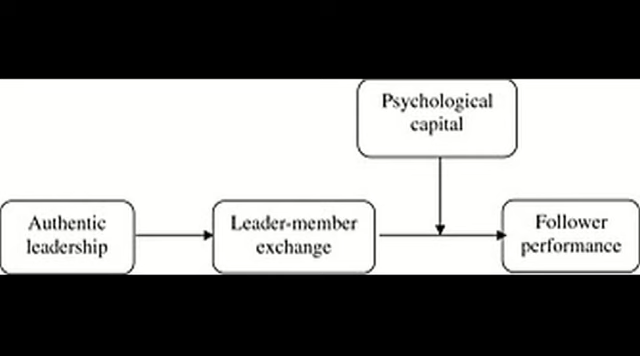 Psychological
capital
Authentic
leadership
Leader-member
exchange
Follower
performance